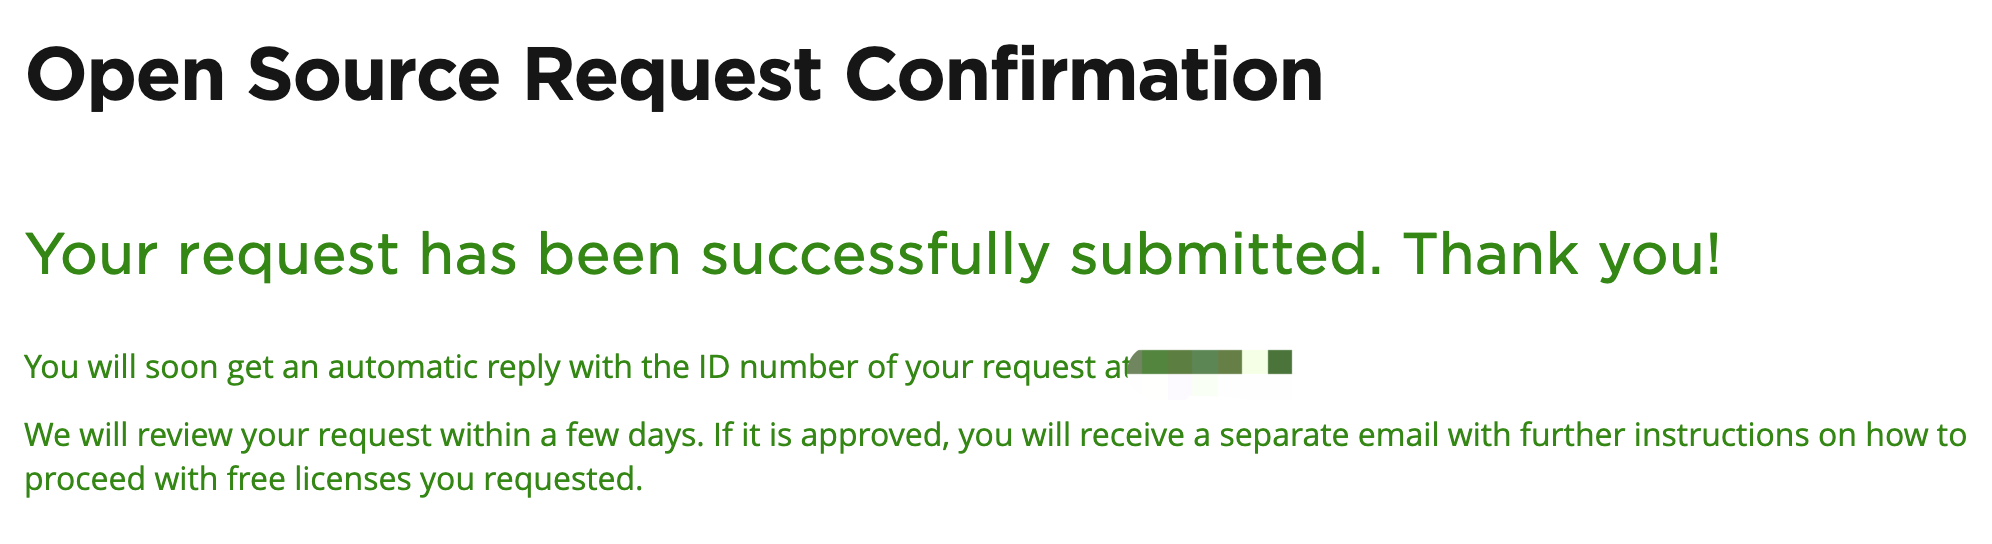 Open Source Request Confirmation
Your request has been successfully submitted. Thank you!
You will soon get an automatic reply with the ID number of your request at
We will review your request within a few days. If it is approved, you will receive a separate email with further instructions on how to
proceed with free licenses you requested.